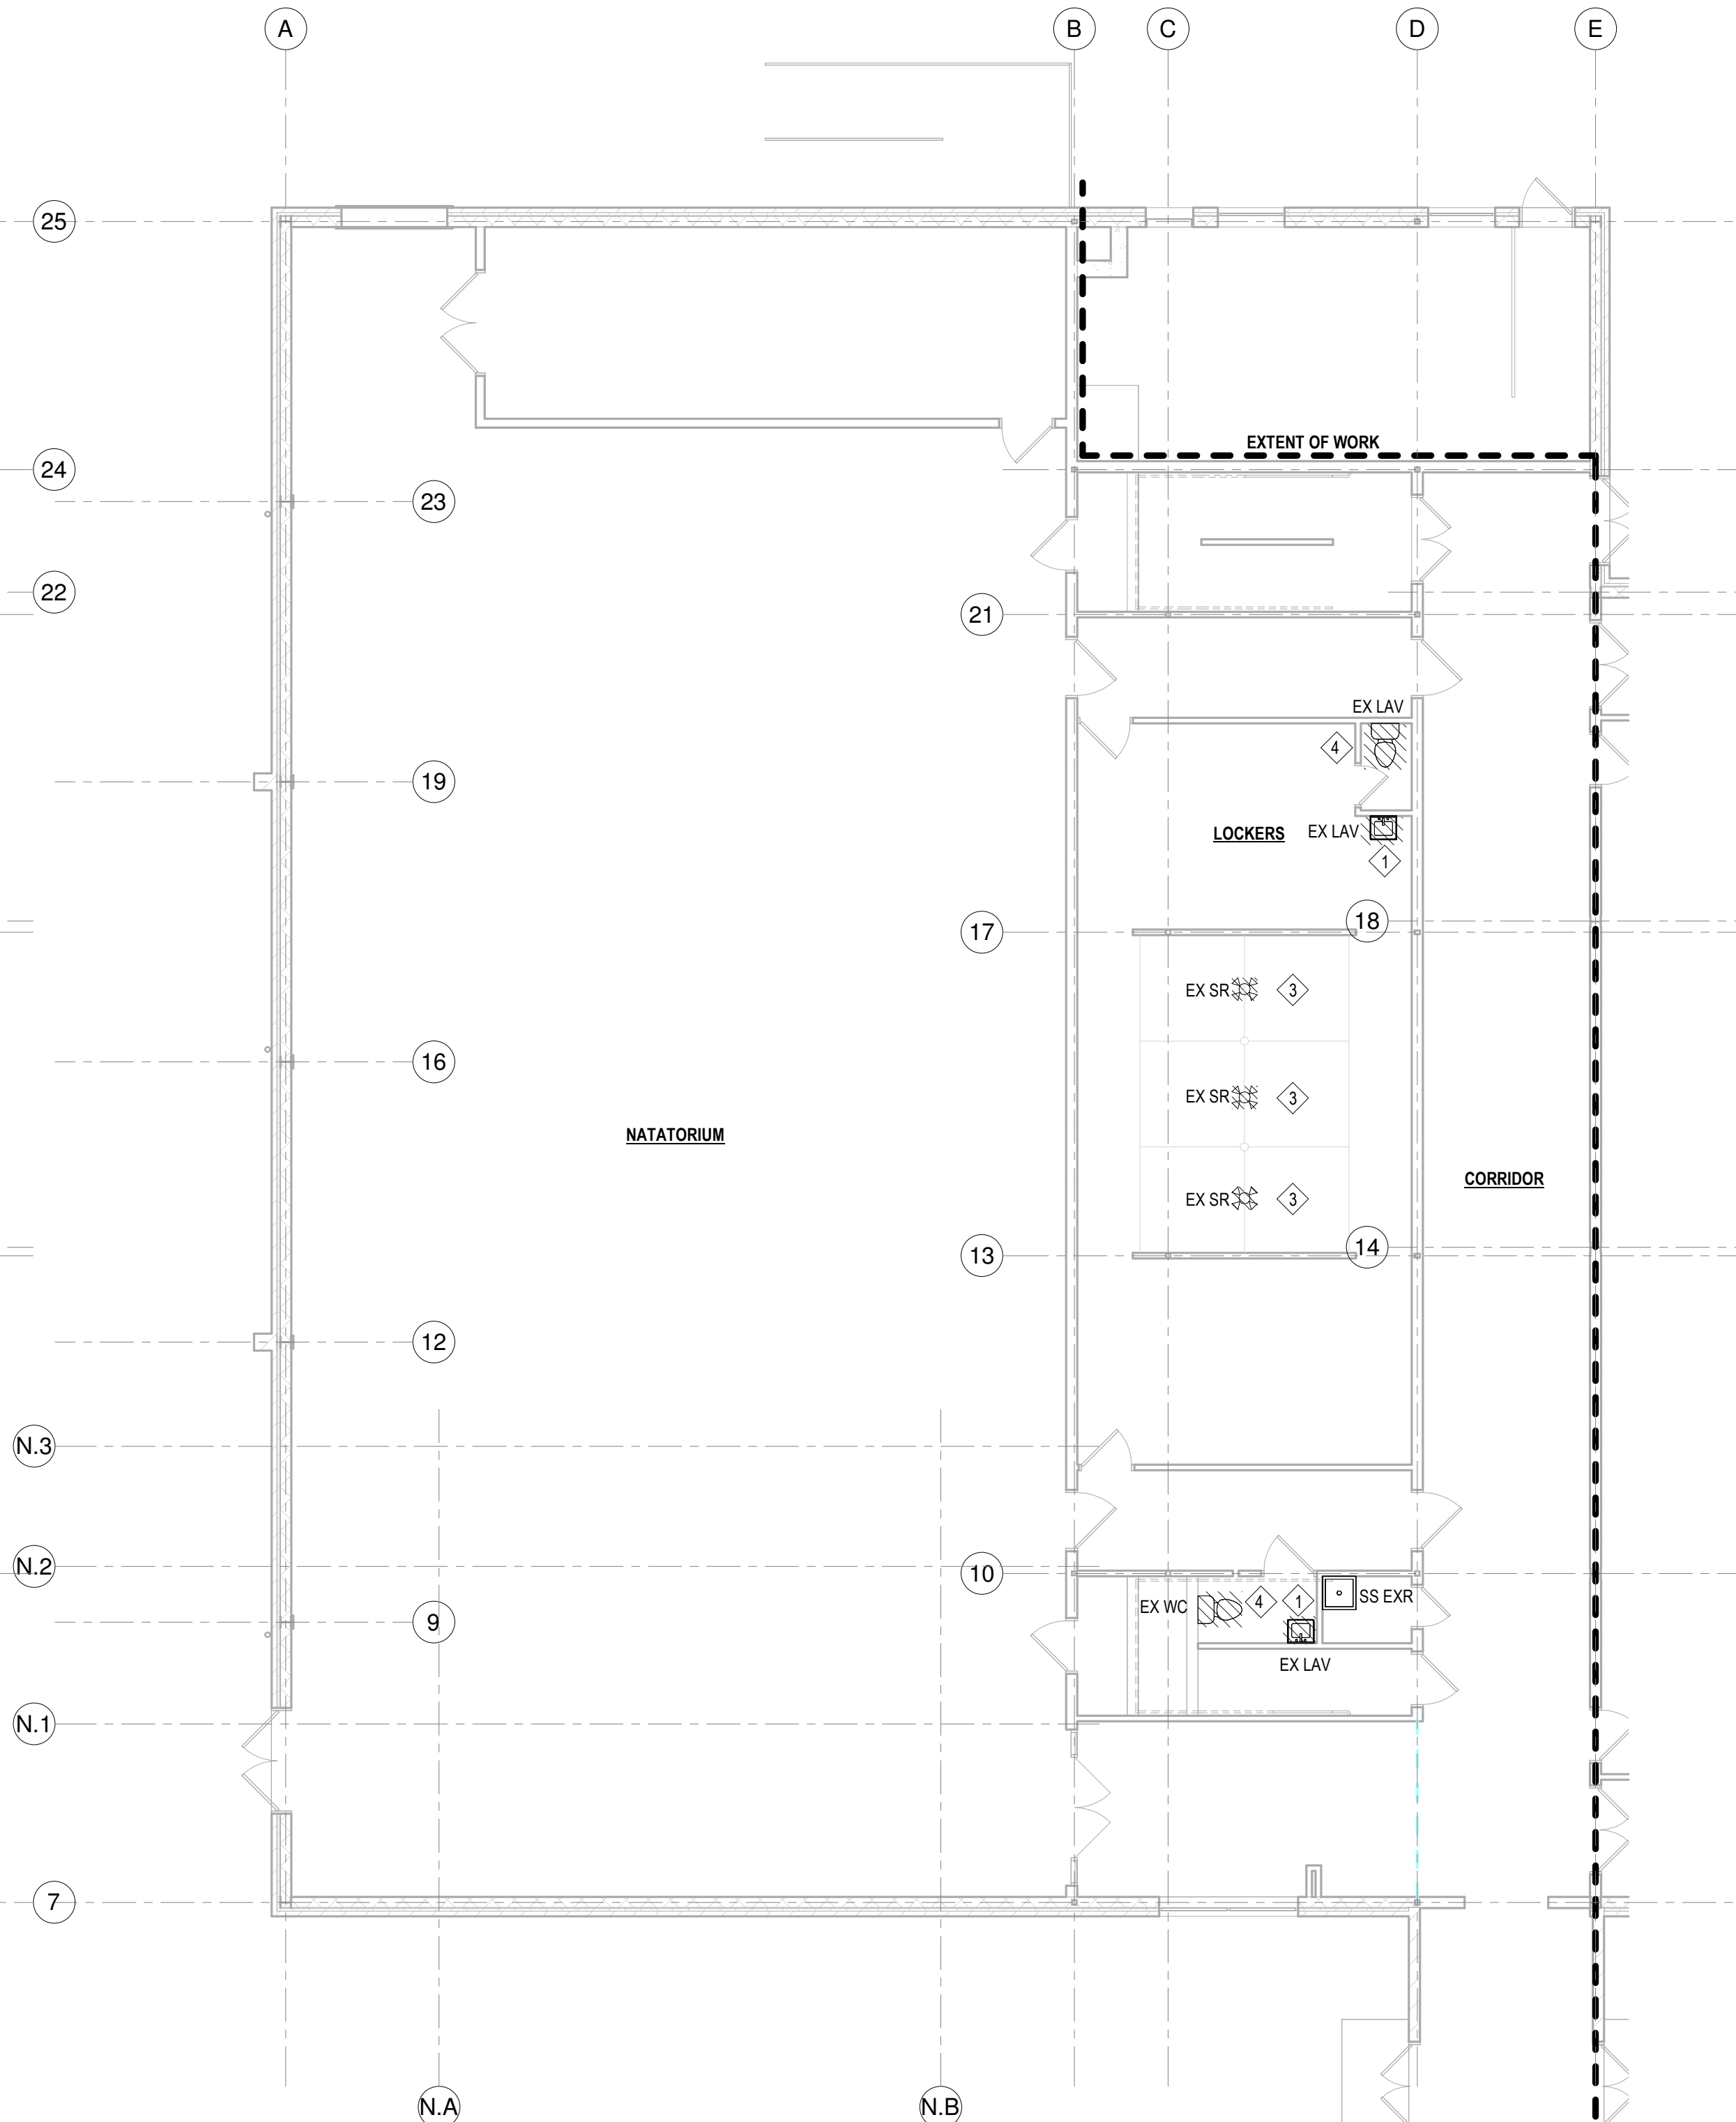 A
B
C
D
E
25
EXTENT OF WORK
24
23
22
21
EX LAV
4
19
LOCKERS
EX LAV
1
18
17
EX SR
3
16
EX SR
3
NATATORIUM
CORRIDOR
EX SR
3
14
13
12
N.3
N.2
10
EX WC
4
1
SS EXR
9
EX LAV
N.1
7
N.A
N.B